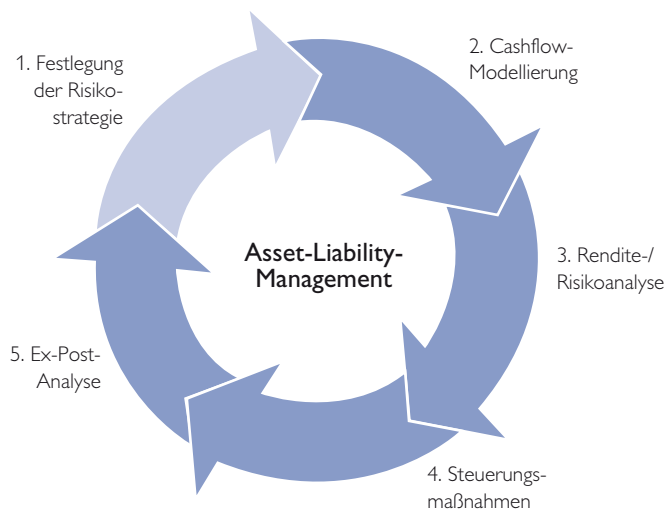 1. Festlegung
der Risiko-
strategie
2. Cashflow-
Modellierung
Asset-Liability-
Management
3. Rendite-/
Risikoanalyse
5. Ex-Post-
Analyse
4. Steuerungs-
maßnahmen